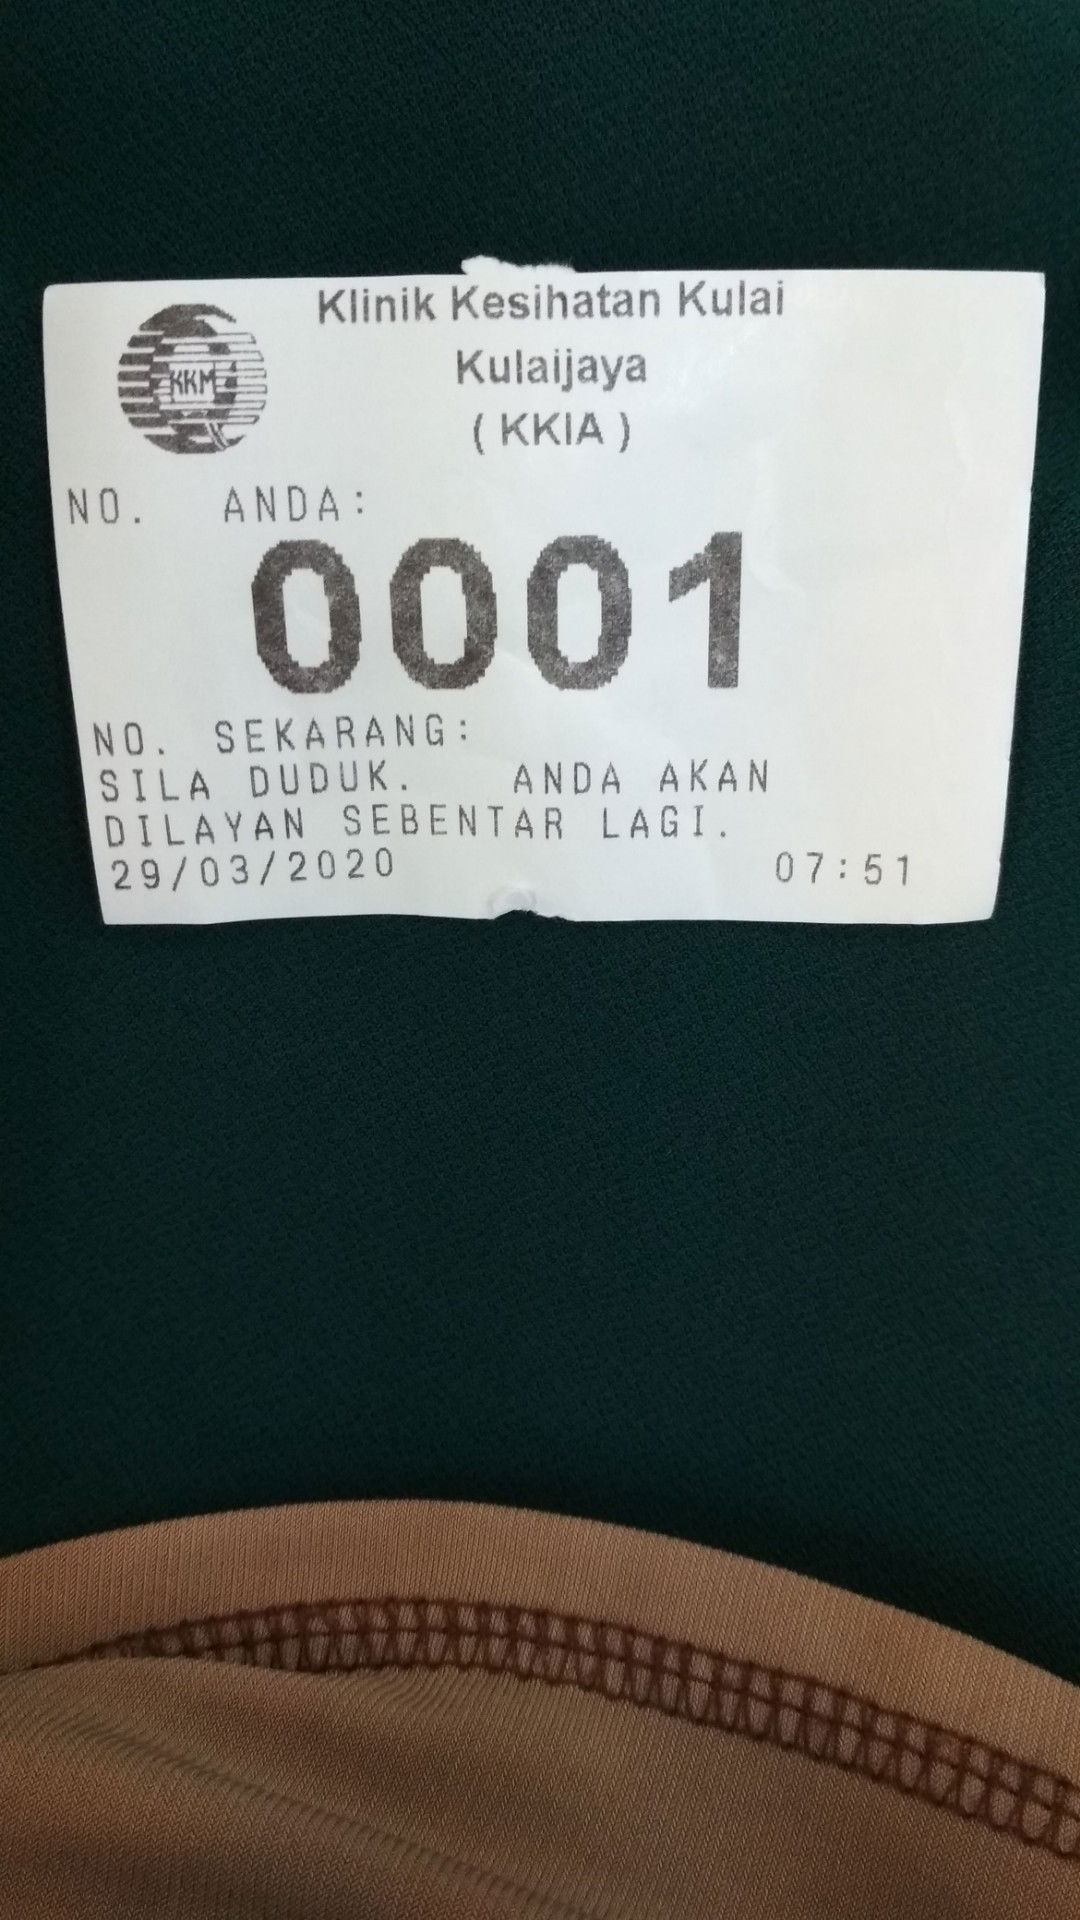 Klinik Kesihatan Kulai
Kulaijaya
( KKIA )
KKM
NO. ANDA:
0001
NO. SEKARANG:
SILA DUDUK. ANDA AKAN
DILAYAN SEBENTAR LAGI.
29/03/2020 07:51